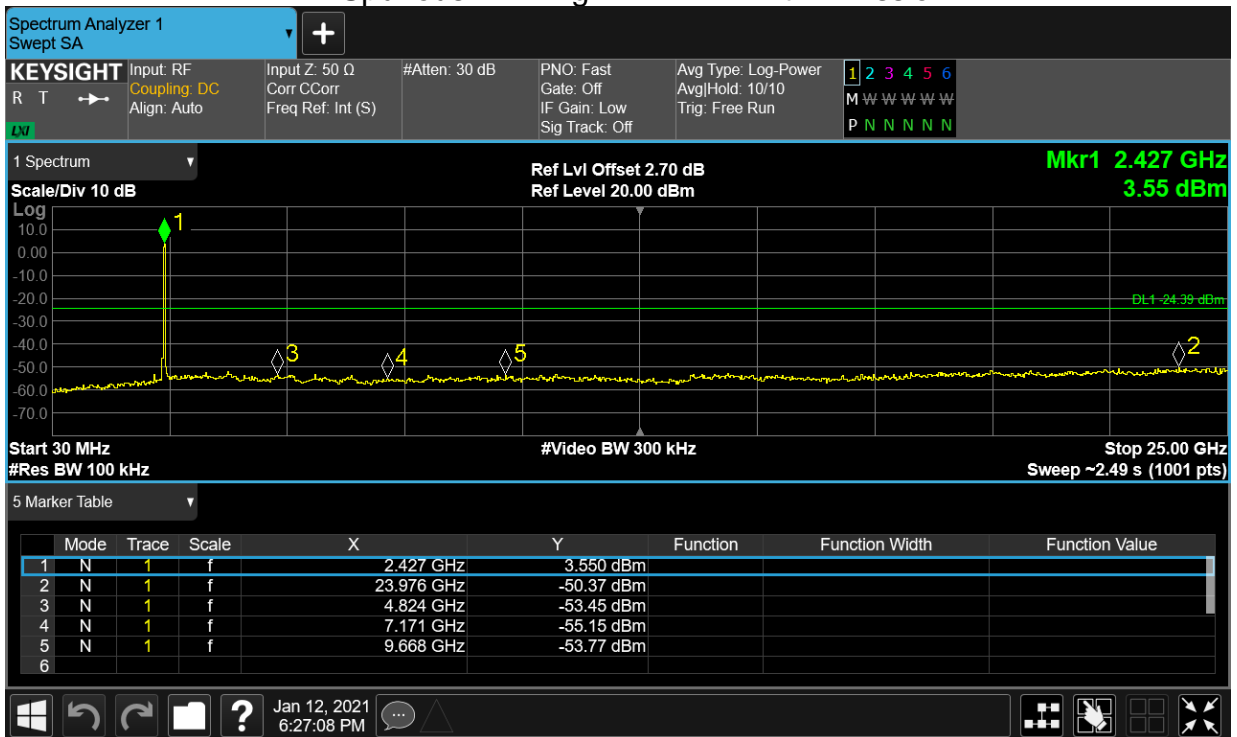 Spectrum Analyzer 1
Swept SA
KEYSIGHT
R T
LXI
Input: RF
Coupling: DC
Align: Auto
Input Z: 50 Ω
Corr CCorr
Freq Ref: Int (S)
#Atten: 30 dB
PNO: Fast
Gate: Off
IF Gain: Low
Sig Track: Off
Avg Type: Log-Power
Avg|Hold: 10/10
Trig: Free Run
1 2 3 4 5 6
M W W W W W
P N N N N N
1 Spectrum
Scale/Div 10 dB
Ref Lvl Offset 2.70 dB
Ref Level 20.00 dBm
Mkr1 2.427 GHz
3.55 dBm
Log
10.0
0.00
-10.0
-20.0
-30.0
-40.0
-50.0
-60.0
-70.0
1
DL1 -24.39 dBm
3
4
5
2
Start 30 MHz
#Res BW 100 kHz
#Video BW 300 kHz
Stop 25.00 GHz
Sweep ~2.49 s (1001 pts)
5 Marker Table
Mode Trace Scale X Y Function Function Width Function Value
1 N 1 f 2.427 GHz 3.550 dBm
2 N 1 f 23.976 GHz -50.37 dBm
3 N 1 f 4.824 GHz -53.45 dBm
4 N 1 f 7.171 GHz -55.15 dBm
5 N 1 f 9.668 GHz -53.77 dBm
6
?
Jan 12, 2021
6:27:08 PM